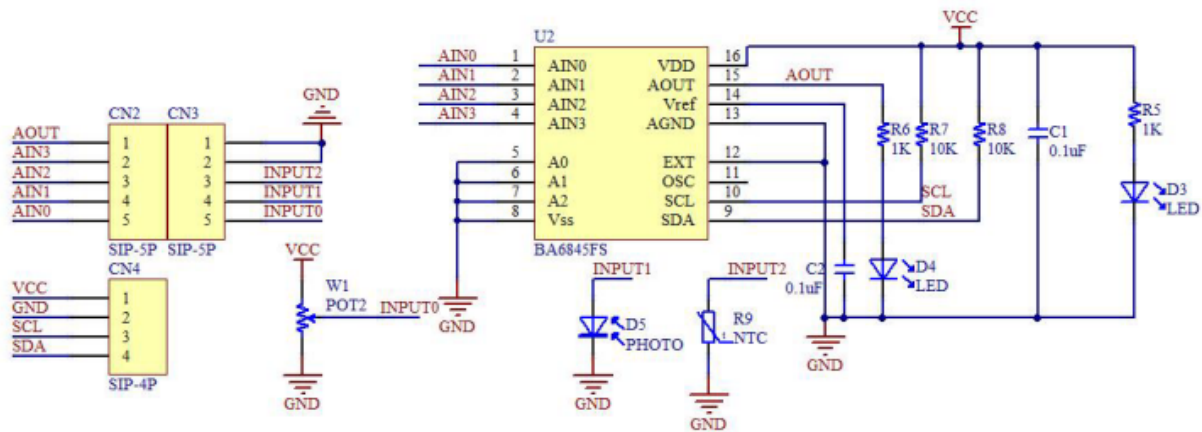 VCC
U2
AIN0 1 AIN0 VDD 16
AIN1 2 AIN1 AOUT 15 AOUT
AIN2 3 AIN2 Vref 14
AIN3 4 AIN3 AGND 13
5 A0 EXT 12
6 A1 OSC 11
7 A2 SCL 10 SCL
8 Vss SDA 9 SDA
BA6845FS
GND
CN2 CN3
AOUT 1 1
AIN3 2 2
AIN2 3 3 INPUT2
AIN1 4 4 INPUT1
AIN0 5 5 INPUT0
SIP-5P SIP-5P
R6
1K
R7
10K
R8
10K
C1
0.1uF
R5
1K
D3
LED
CN4
VCC 1
GND 2
SCL 3
SDA 4
SIP-4P
VCC
W1
POT2
INPUT0
GND
GND
INPUT1
D5
PHOTO
GND
INPUT2
R9
NTC
GND
C2
0.1uF
D4
LED
GND